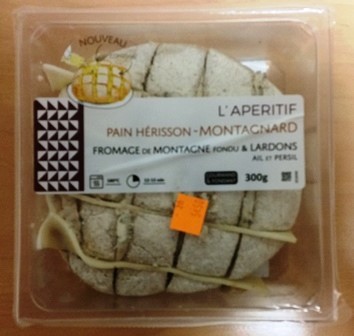 NOUVEAU
L'APERITIF
PAIN HÉRISSON-MONTAGNARD
FROMAGE DE MONTAGNE FONDU & LARDONS
AIL ET PERSIL
300g